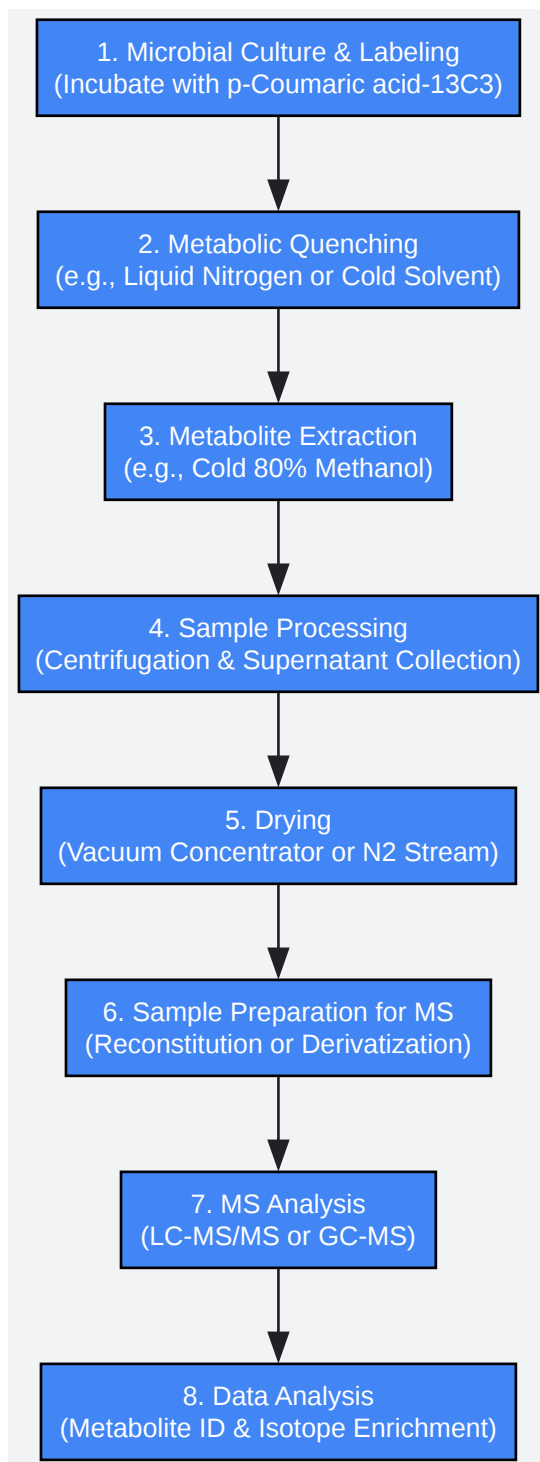 1. Microbial Culture & Labeling
(Incubate with p-Coumaric acid-13C3)
2. Metabolic Quenching
(e.g., Liquid Nitrogen or Cold Solvent)
3. Metabolite Extraction
(e.g., Cold 80% Methanol)
4. Sample Processing
(Centrifugation & Supernatant Collection)
5. Drying
(Vacuum Concentrator or N2 Stream)
6. Sample Preparation for MS
(Reconstitution or Derivatization)
7. MS Analysis
(LC-MS/MS or GC-MS)
8. Data Analysis
(Metabolite ID & Isotope Enrichment)